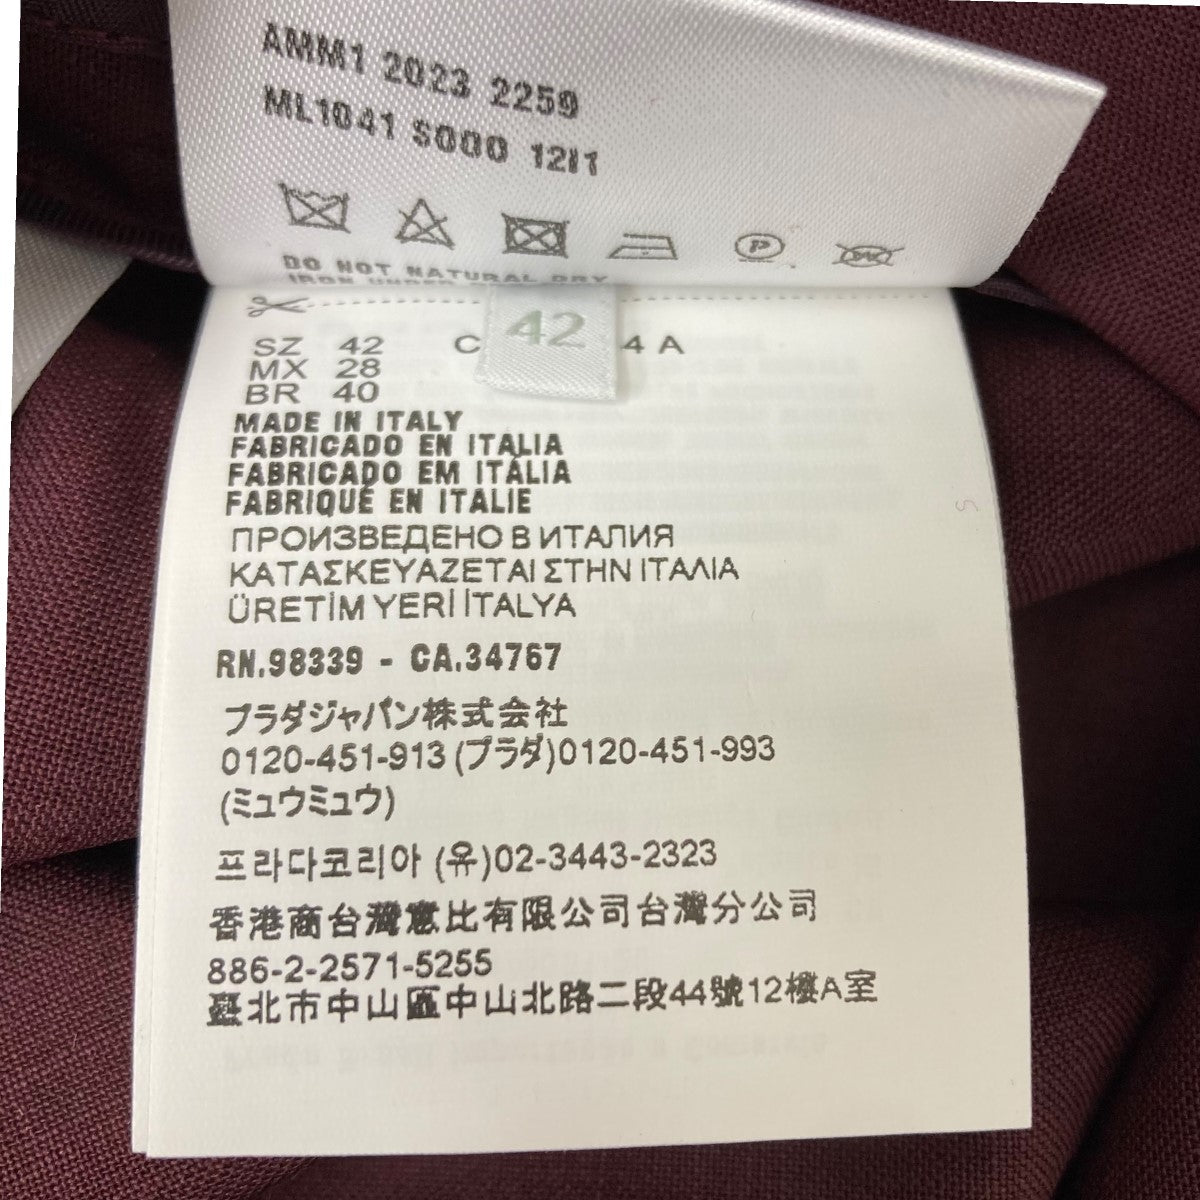 AMM1 2023 2259
ML1041 S000 12I1
P
W
DO NOT NATURAL DRY
IRON UNDER
42
SZ 42 C 4 A
MX 28
BR 40
MADE IN ITALY
FABRICADO EN ITALIA
FABRICADO EM ITÁLIA
FABRIQUÉ EN ITALIE
ПРОИЗВЕДЕНО В ИТАЛИЯ
ΚΑΤΑΣΚΕΥΑΖΕΤΑΙ ΣΤΗΝ ΙΤΑΛΙΑ
ÜRETİM YERİ İTALYA
RN.98339 - CA.34767
プラダジャパン株式会社
0120-451-913 (プラダ)0120-451-993
(ミュウミュウ)
프라다코리아 (유)02-3443-2323
香港商台灣惠比有限公司台灣分公司
886-2-2571-5255
臺北市中山區中山北路二段44號12樓A室